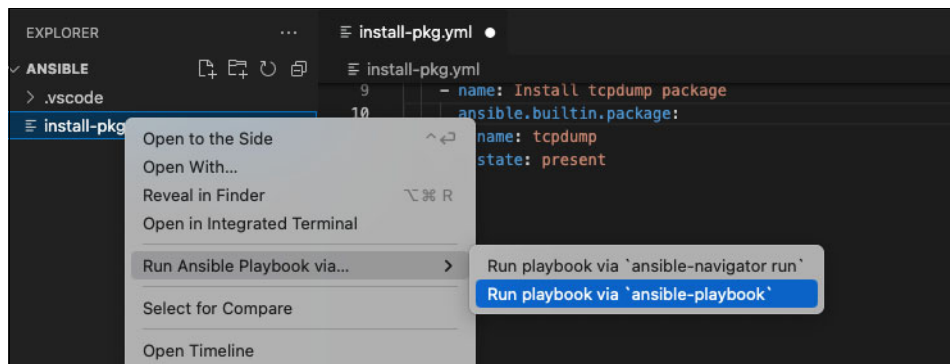 EXPLORER
install-pkg.yml
ANSIBLE
install-pkg.yml
.vscode
9 - name: Install tcpdump package
install-pkg
10 ansible.builtin.package:
name: tcpdump
state: present
Open to the Side
Open With...
Reveal in Finder ⌥⌘ R
Open in Integrated Terminal
Run Ansible Playbook via...
Run playbook via `ansible-navigator run`
Run playbook via `ansible-playbook`
Select for Compare
Open Timeline